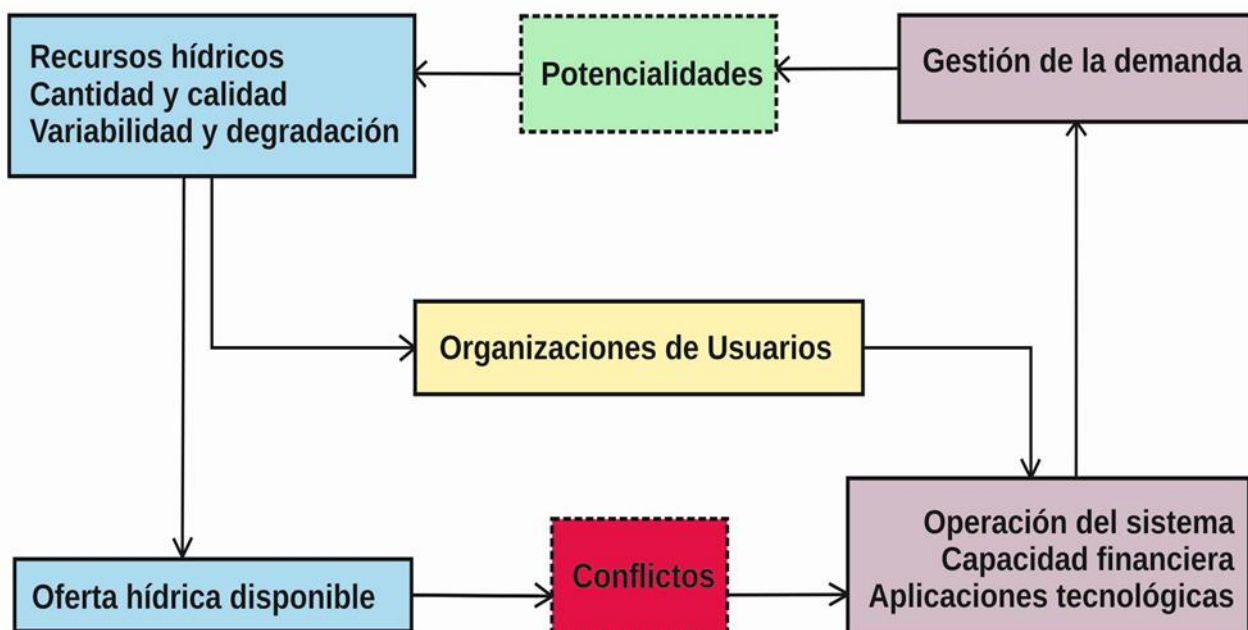 Recursos hídricos
Cantidad y calidad
Variabilidad y degradación
Potencialidades
Gestión de la demanda
Organizaciones de Usuarios
Oferta hídrica disponible
Conflictos
Operación del sistema
Capacidad financiera
Aplicaciones tecnológicas